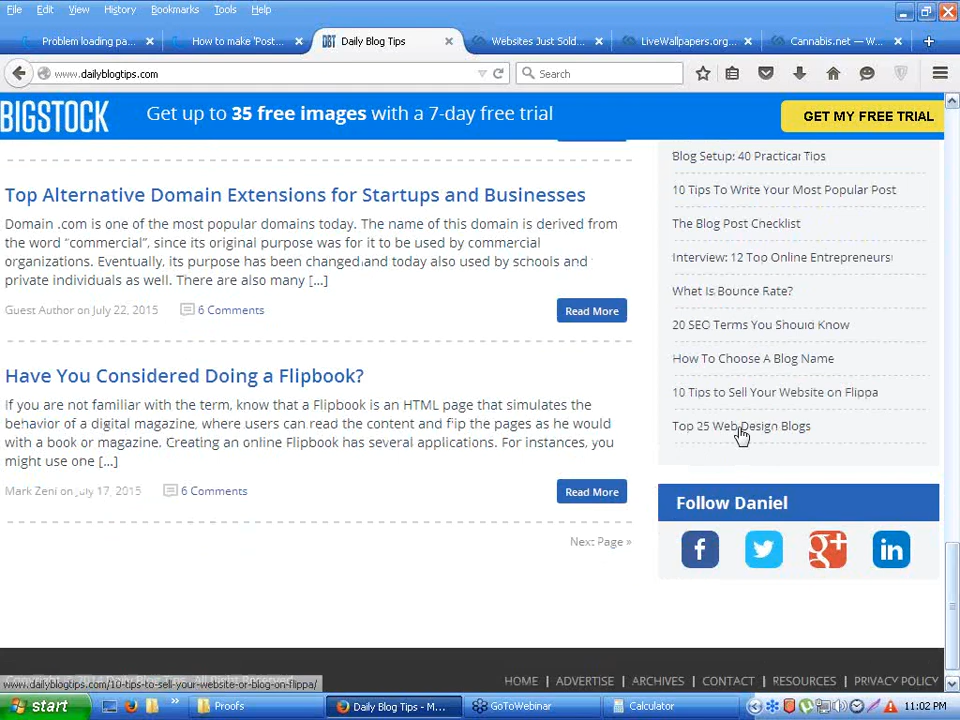 File Edit View History Bookmarks Tools Help
Problem loading pa... × How to make 'Post... × DBT Daily Blog Tips × Websites Just Sold... × LiveWallpapers.org... × Cannabis.net — W... × +
www.dailyblogtips.com Search
BIGSTOCK Get up to 35 free images with a 7-day free trial GET MY FREE TRIAL
Top Alternative Domain Extensions for Startups and Businesses
Domain .com is one of the most popular domains today. The name of this domain is derived from
the word “commercial”, since its original purpose was for it to be used by commercial
organizations. Eventually, its purpose has been changed and today also used by schools and
private individuals as well. There are also many [...]
Guest Author on July 22, 2015 6 Comments Read More
Have You Considered Doing a Flipbook?
If you are not familiar with the term, know that a Flipbook is an HTML page that simulates the
behavior of a digital magazine, where users can read the content and flip the pages as he were
with a book or magazine. Creating an online Flipbook has several applications. For instances, you
might use one [...]
Mark Zeni on July 17, 2015 6 Comments Read More
Next Page »
Blog Setup: 40 Practical Tips
10 Tips To Write Your Most Popular Post
The Blog Post Checklist
Interview: 12 Top Online Entrepreneurs
What Is Bounce Rate?
20 SEO Terms You Should Know
How To Choose A Blog Name
10 Tips to Sell Your Website on Flippa
Top 25 Web Design Blogs
Follow Daniel
f g+ in
HOME | ADVERTISE | ARCHIVES | CONTACT | RESOURCES | PRIVACY POLICY
www.dailyblogtips.com/10-tips-to-sell-your-website-or-blog-on-flippa/
start Proofs Daily Blog Tips - M... GoToWebinar Calculator 11:02 PM